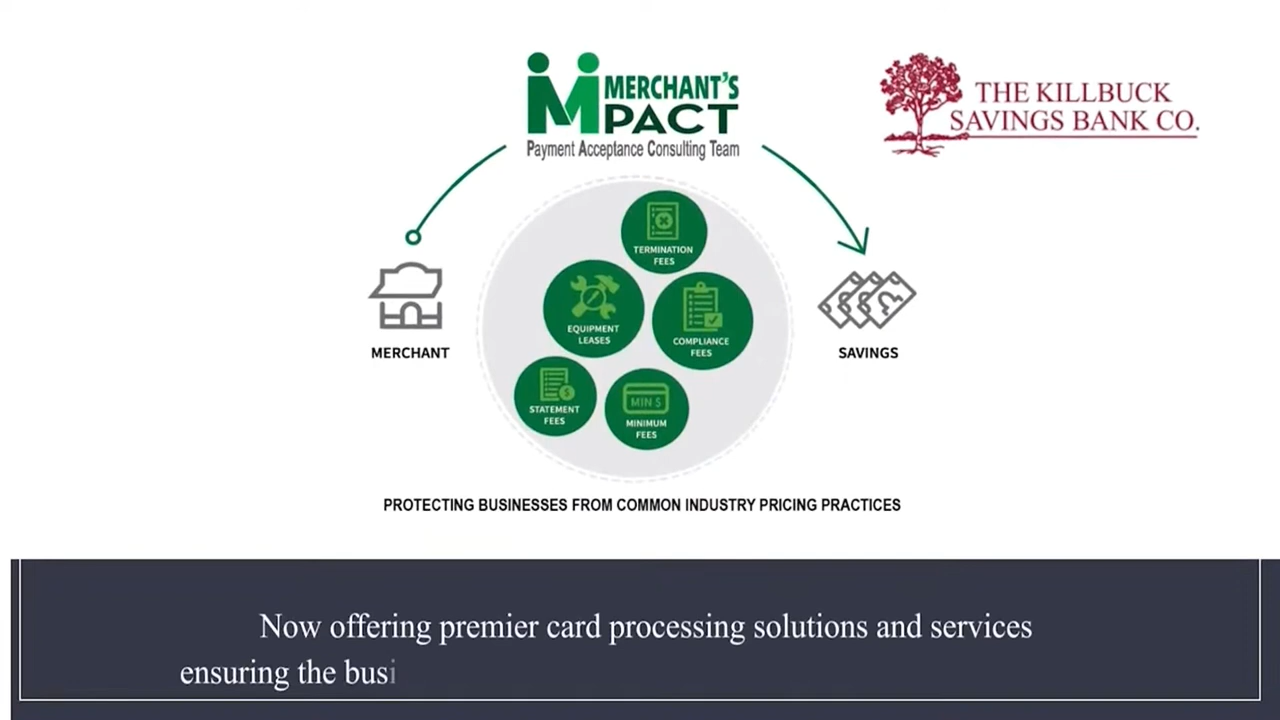 MERCHANT'S
PACT
Payment Acceptance Consulting Team
THE KILLBUCK
SAVINGS BANK CO.
TERMINATION
FEES
EQUIPMENT
LEASES
COMPLIANCE
FEES
MERCHANT
SAVINGS
STATEMENT
FEES
MIN $
MINIMUM
FEES
PROTECTING BUSINESSES FROM COMMON INDUSTRY PRICING PRACTICES
Now offering premier card processing solutions and services
ensuring the busi